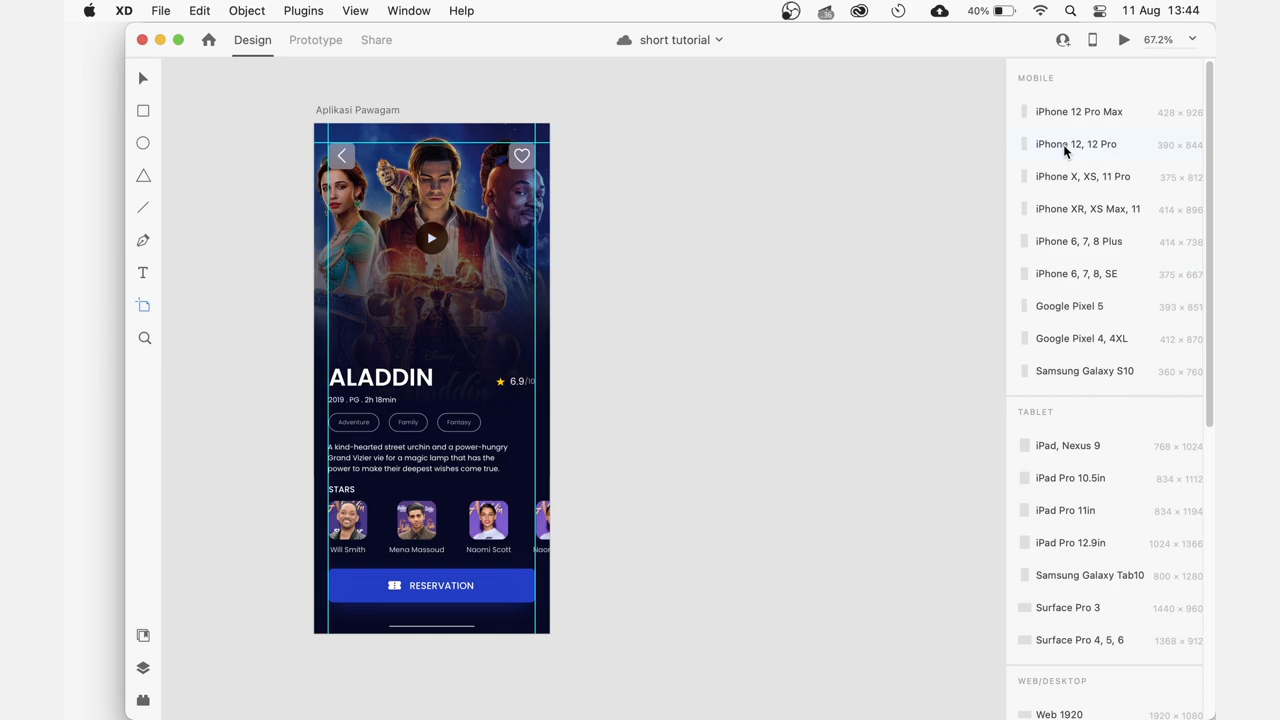 XD File Edit Object Plugins View Window Help
36
40%
11 Aug 13:44
Design Prototype Share
short tutorial
67.2%
Aplikasi Pawagam
ALADDIN
6.9/10
2019 . PG . 2h 18min
Adventure Family Fantasy
A kind-hearted street urchin and a power-hungry
Grand Vizier vie for a magic lamp that has the
power to make their deepest wishes come true.
STARS
Will Smith Mena Massoud Naomi Scott Naor
RESERVATION
MOBILE
iPhone 12 Pro Max 428 × 926
iPhone 12, 12 Pro 390 × 844
iPhone X, XS, 11 Pro 375 × 812
iPhone XR, XS Max, 11 414 × 896
iPhone 6, 7, 8 Plus 414 × 736
iPhone 6, 7, 8, SE 375 × 667
Google Pixel 5 393 × 851
Google Pixel 4, 4XL 412 × 870
Samsung Galaxy S10 360 × 760
TABLET
iPad, Mini 9 768 × 1024
iPad Pro 10.5in 834 × 1112
iPad Pro 11in 834 × 1194
iPad Pro 12.9in 1024 × 1366
Samsung Galaxy Tab10 800 × 1280
Surface Pro 3 1440 × 960
Surface Pro 4, 5, 6 1368 × 912
WEB/DESKTOP
Web 1920 1920 × 1080